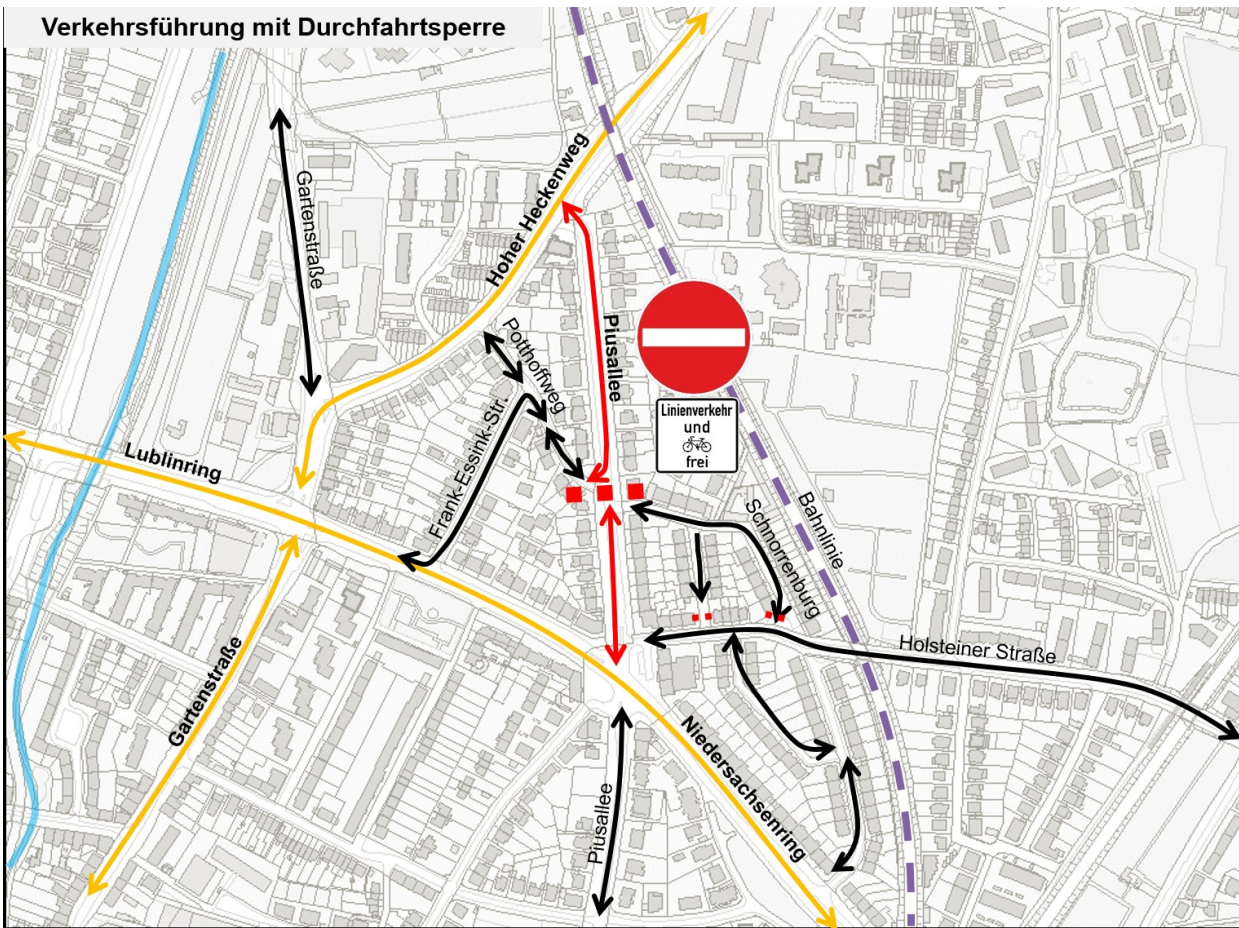 Verkehrsführung mit Durchfahrtsperre
Hoher Heckenweg
Gartenstraße
Piusallee
Potthoffweg
Linienverkehr
und
frei
Lublinring
Frank-Essink-Str.
Schnorrenburg
Bahnlinie
Holsteiner Straße
Gartenstraße
Niedersachsenring
Piusallee